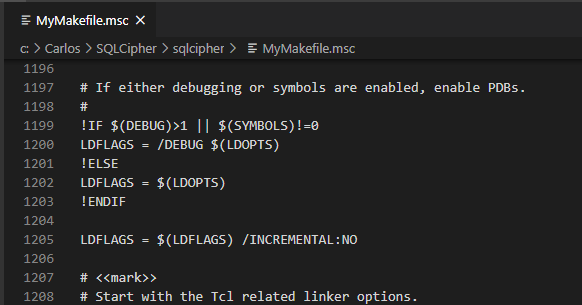 MyMakefile.msc
C: > Carlos > SQLCipher > sqlcipher > MyMakefile.msc
1196
1197 # If either debugging or symbols are enabled, enable PDBs.
1198 #
1199 !IF $(DEBUG)>1 || $(SYMBOLS)!=0
1200 LDFLAGS = /DEBUG $(LDOPTS)
1201 !ELSE
1202 LDFLAGS = $(LDOPTS)
1203 !ENDIF
1204
1205 LDFLAGS = $(LDFLAGS) /INCREMENTAL:NO
1206
1207 # <<mark>>
1208 # Start with the Tcl related linker options.